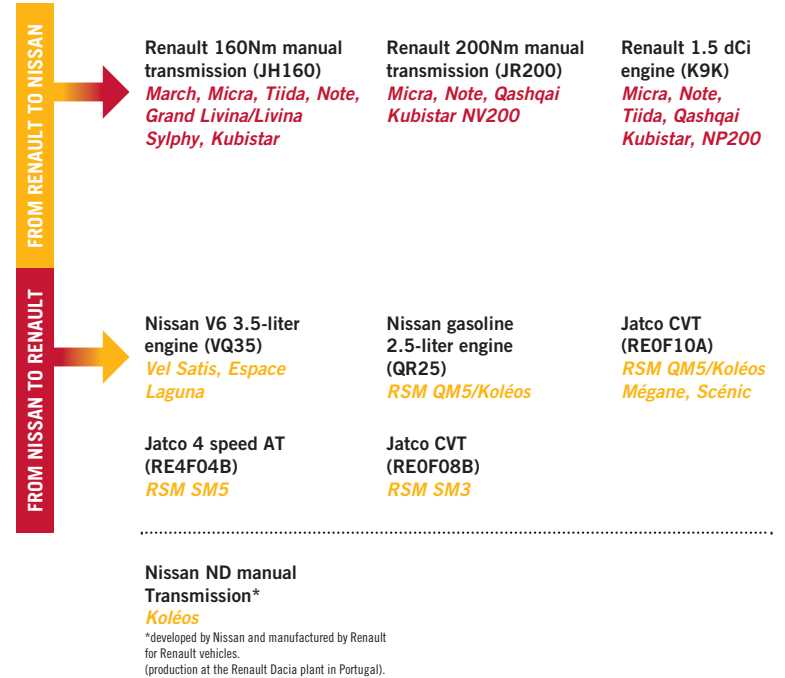 FROM RENAULT TO NISSAN
Renault 160Nm manual
transmission (JH160)
March, Micra, Tiida, Note,
Grand Livina/Livina
Sylphy, Kubistar
Renault 200Nm manual
transmission (JR200)
Micra, Note, Qashqai
Kubistar NV200
Renault 1.5 dCi
engine (K9K)
Micra, Note,
Tiida, Qashqai
Kubistar, NP200
FROM NISSAN TO RENAULT
Nissan V6 3.5-liter
engine (VQ35)
Vel Satis, Espace
Laguna
Nissan gasoline
2.5-liter engine
(QR25)
RSM QM5/Koléos
Jatco CVT
(RE0F10A)
RSM QM5/Koléos
Mégane, Scénic
Jatco 4 speed AT
(RE4F04B)
RSM SM5
Jatco CVT
(RE0F08B)
RSM SM3
Nissan ND manual
Transmission*
Koléos
*developed by Nissan and manufactured by Renault
for Renault vehicles.
(production at the Renault Dacia plant in Portugal).